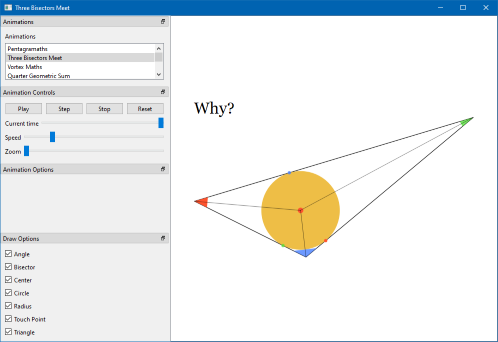 Three Bisectors Meet
Animations
Animations
Pentagramaths
Three Bisectors Meet
Vortex Maths
Quarter Geometric Sum
Animation Controls
Play Step Stop Reset
Current time
Speed
Zoom
Animation Options
Draw Options
Angle
Bisector
Center
Circle
Radius
Touch Point
Triangle
Why?